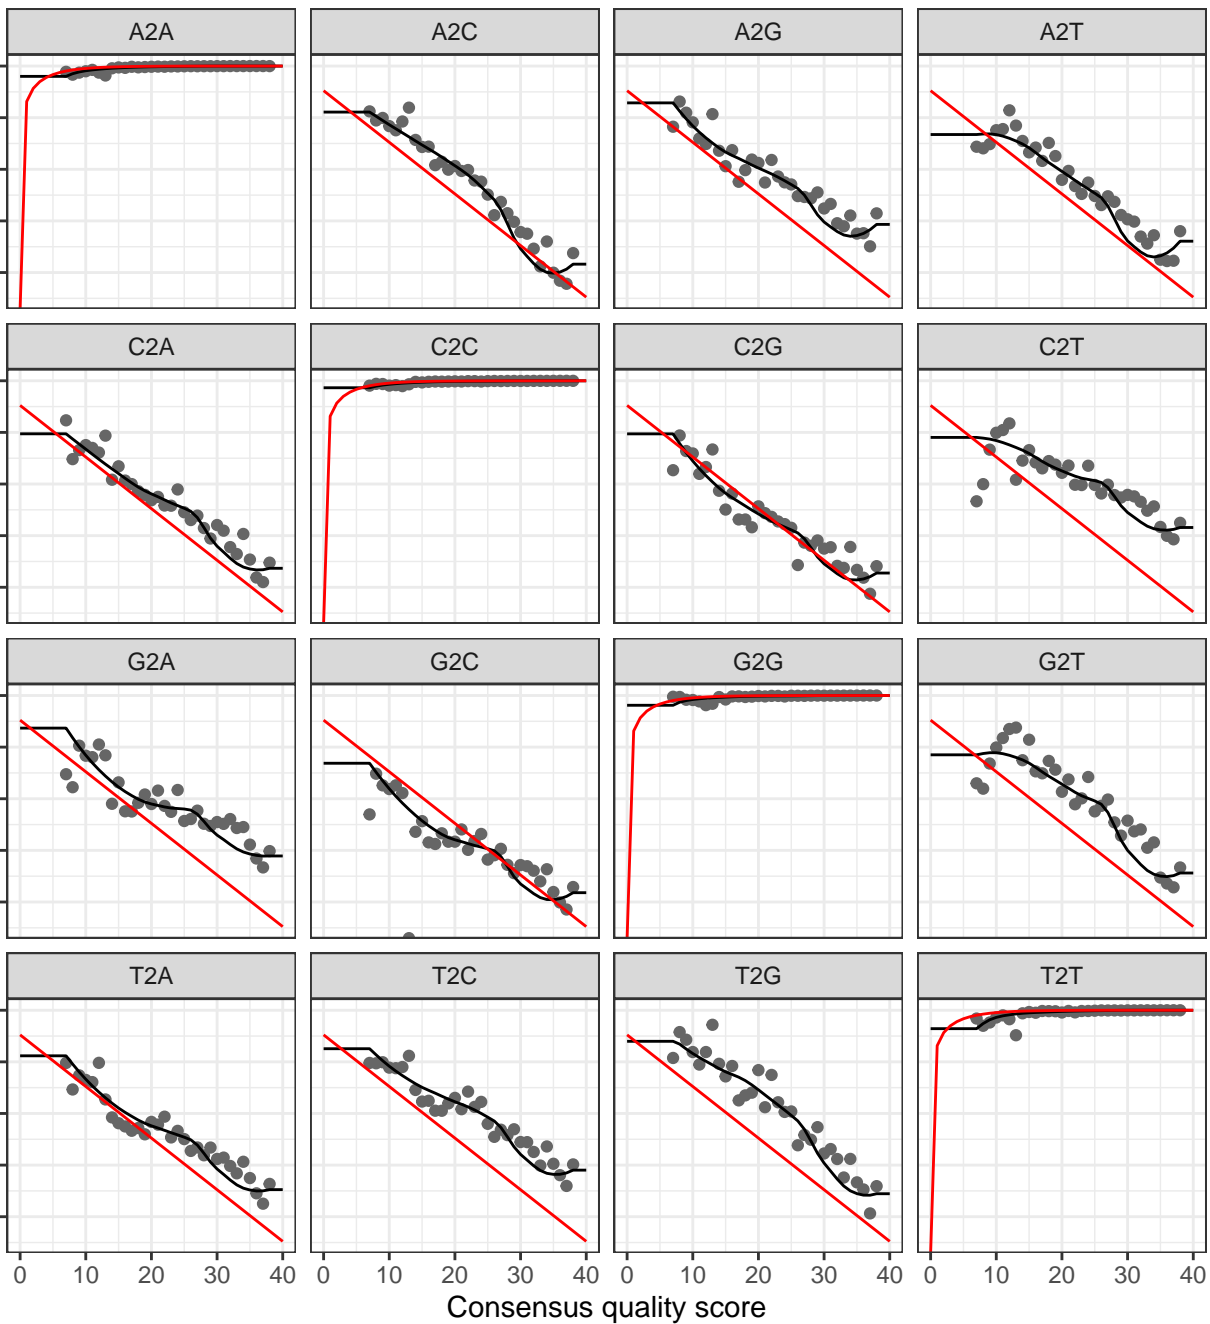 A2A A2C A2G A2T
C2A C2C C2G C2T
G2A G2C G2G G2T
T2A T2C T2G T2T
0 10 20 30 40 0 10 20 30 40 0 10 20 30 40 0 10 20 30 40
Consensus quality score